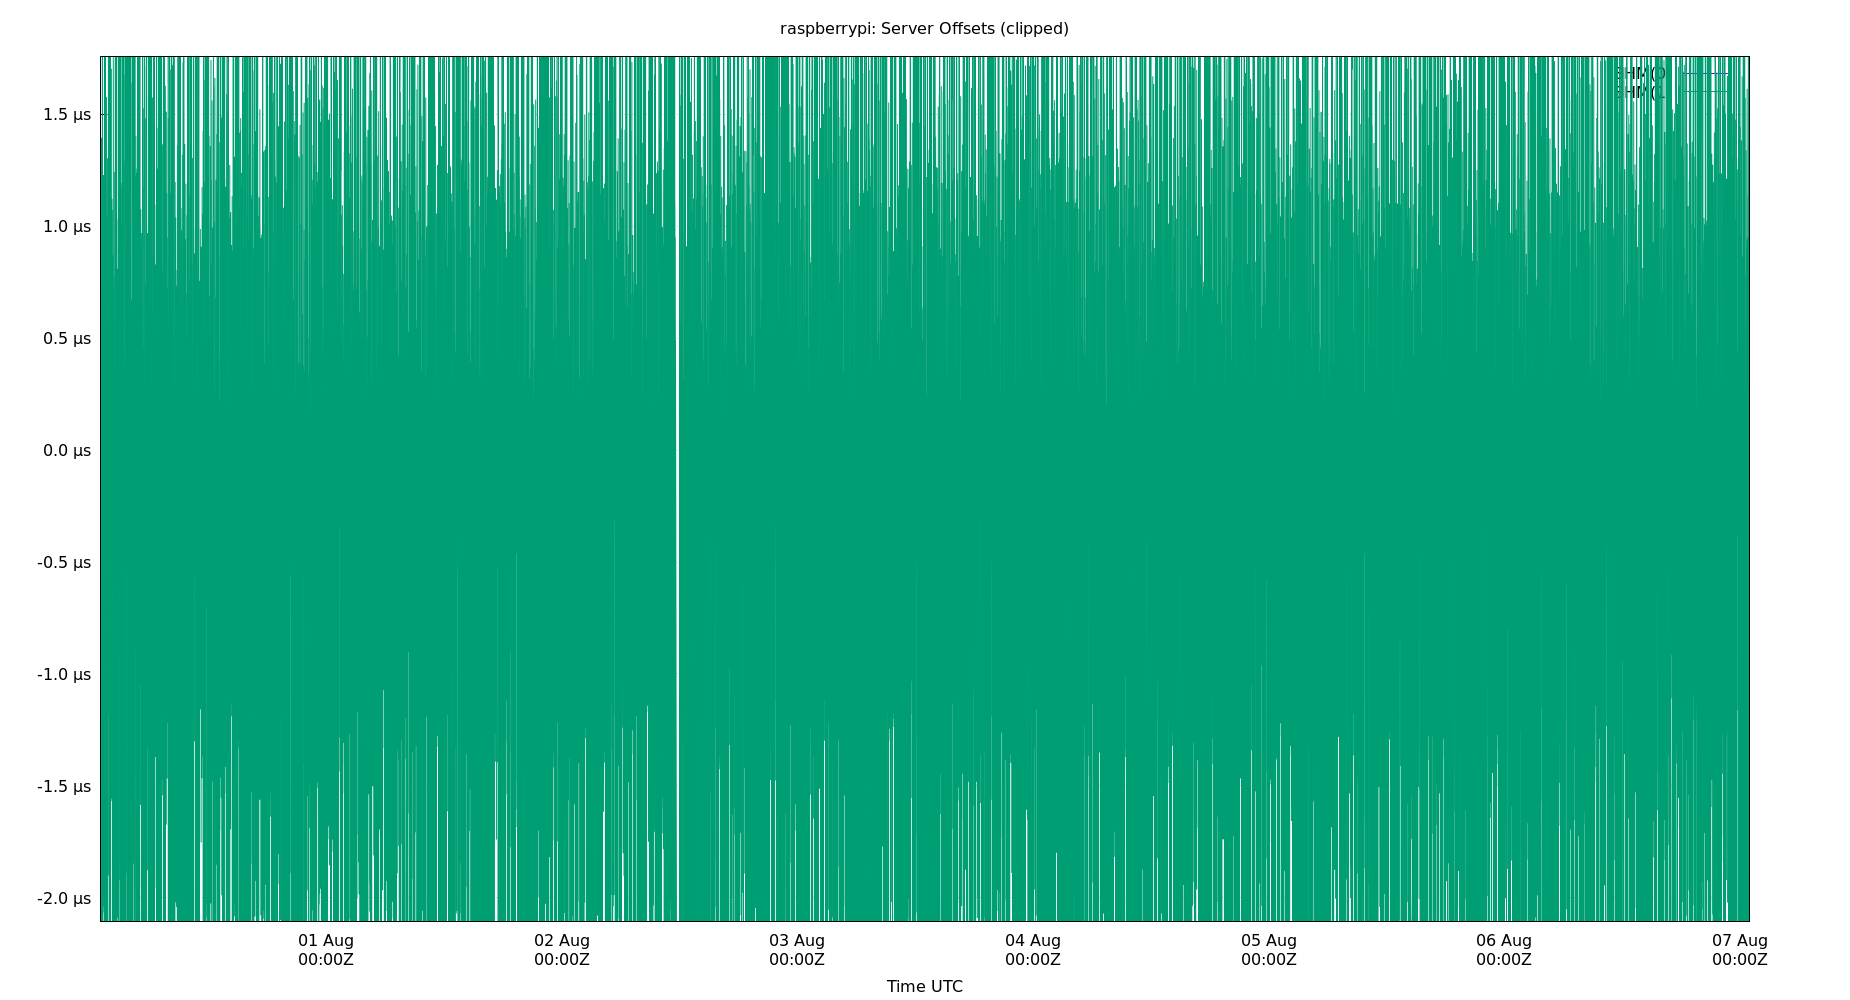 raspberrypi: Server Offsets (clipped)
1.5 µs
1.0 µs
0.5 µs
0.0 µs
-0.5 µs
-1.0 µs
-1.5 µs
-2.0 µs
01 Aug 02 Aug 03 Aug 04 Aug 05 Aug 06 Aug 07 Aug
00:00Z 00:00Z 00:00Z 00:00Z 00:00Z 00:00Z 00:00Z
Time UTC